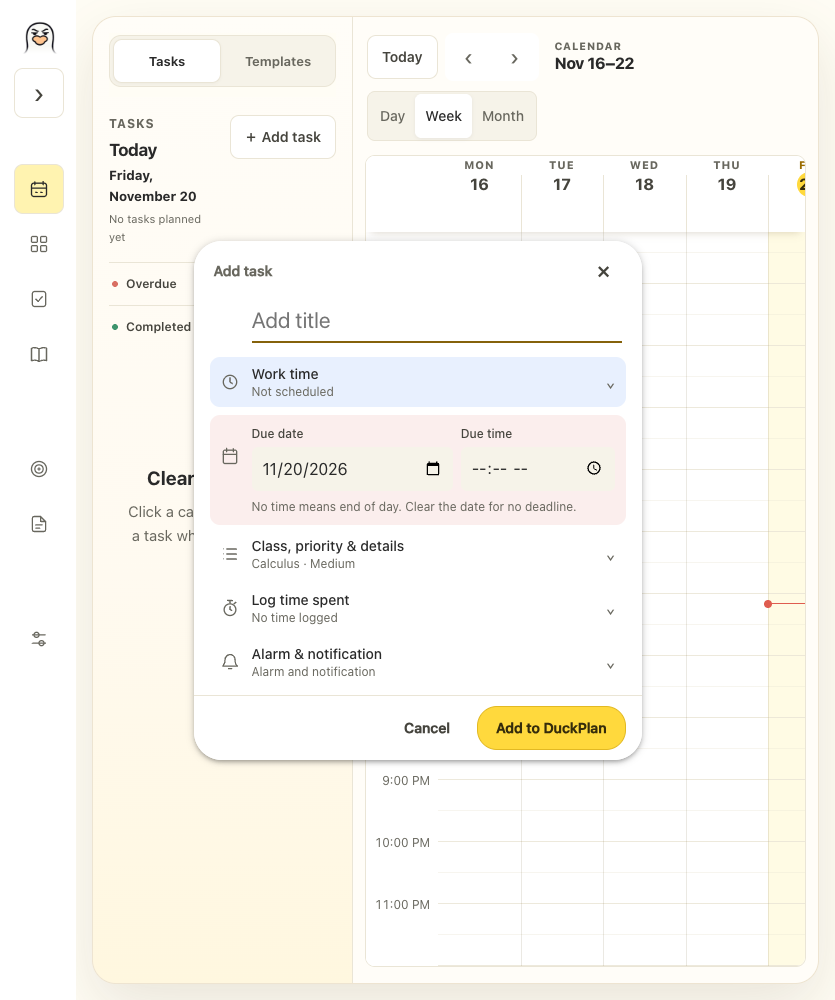 Tasks
Templates
TASKS
Today
Friday,
November 20
No tasks planned
yet
+ Add task
Overdue
Completed
Clear
Click a ca
a task wh
Today
CALENDAR
Nov 16–22
Day
Week
Month
MON
16
TUE
17
WED
18
THU
19
Add task
Add title
Work time
Not scheduled
Due date
Due time
11/20/2026
--:-- --
No time means end of day. Clear the date for no deadline.
Class, priority & details
Calculus · Medium
Log time spent
No time logged
Alarm & notification
Alarm and notification
Cancel
Add to DuckPlan
9:00 PM
10:00 PM
11:00 PM